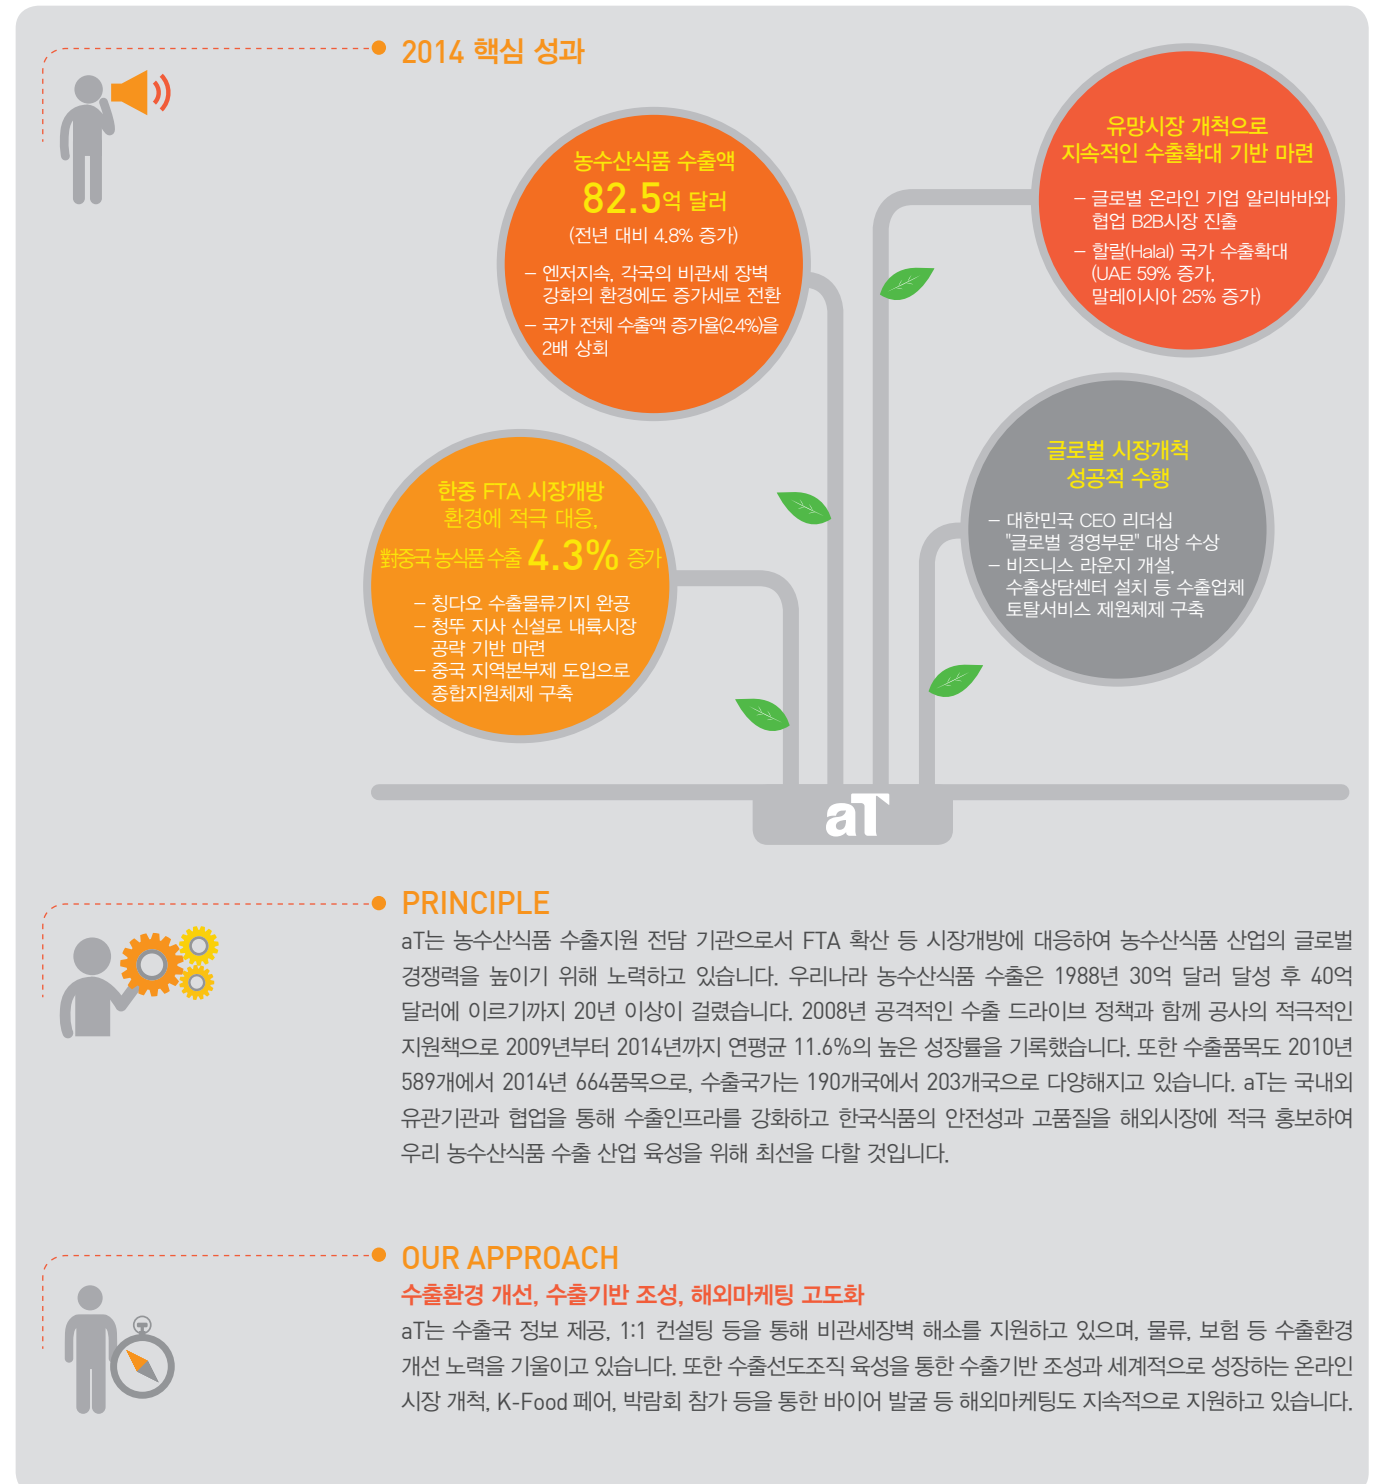 2014 핵심 성과
농수산식품 수출액
82.5억 달러
(전년 대비 4.8% 증가)
– 엔저지속, 각국의 비관세 장벽
강화의 환경에도 증가세로 전환
– 국가 전체 수출액 증가율(2.4%)을
2배 상회
유망시장 개척으로
지속적인 수출확대 기반 마련
– 글로벌 온라인 기업 알리바바와
협업 B2B시장 진출
– 할랄(Halal) 국가 수출확대
(UAE 59% 증가,
말레이시아 25% 증가)
한중 FTA 시장개방
환경에 적극 대응,
對중국 농식품 수출 4.3% 증가
– 칭다오 수출물류기지 완공
– 청뚜 지사 신설로 내륙시장
공략 기반 마련
– 중국 지역본부제 도입으로
종합지원체제 구축
글로벌 시장개척
성공적 수행
– 대한민국 CEO 리더십
"글로벌 경영부문" 대상 수상
– 비즈니스 라운지 개설,
수출상담센터 설치 등 수출업체
토탈서비스 제원체제 구축
aT
PRINCIPLE
aT는 농수산식품 수출지원 전담 기관으로서 FTA 확산 등 시장개방에 대응하여 농수산식품 산업의 글로벌
경쟁력을 높이기 위해 노력하고 있습니다. 우리나라 농수산식품 수출은 1988년 30억 달러 달성 후 40억
달러에 이르기까지 20년 이상이 걸렸습니다. 2008년 공격적인 수출 드라이브 정책과 함께 공사의 적극적인
지원책으로 2009년부터 2014년까지 연평균 11.6%의 높은 성장률을 기록했습니다. 또한 수출품목도 2010년
589개에서 2014년 664품목으로, 수출국가는 190개국에서 203개국으로 다양해지고 있습니다. aT는 국내외
유관기관과 협업을 통해 수출인프라를 강화하고 한국식품의 안전성과 고품질을 해외시장에 적극 홍보하여
우리 농수산식품 수출 산업 육성을 위해 최선을 다할 것입니다.
OUR APPROACH
수출환경 개선, 수출기반 조성, 해외마케팅 고도화
aT는 수출국 정보 제공, 1:1 컨설팅 등을 통해 비관세장벽 해소를 지원하고 있으며, 물류, 보험 등 수출환경
개선 노력을 기울이고 있습니다. 또한 수출선도조직 육성을 통한 수출기반 조성과 세계적으로 성장하는 온라인
시장 개척, K-Food 페어, 박람회 참가 등을 통한 바이어 발굴 등 해외마케팅도 지속적으로 지원하고 있습니다.